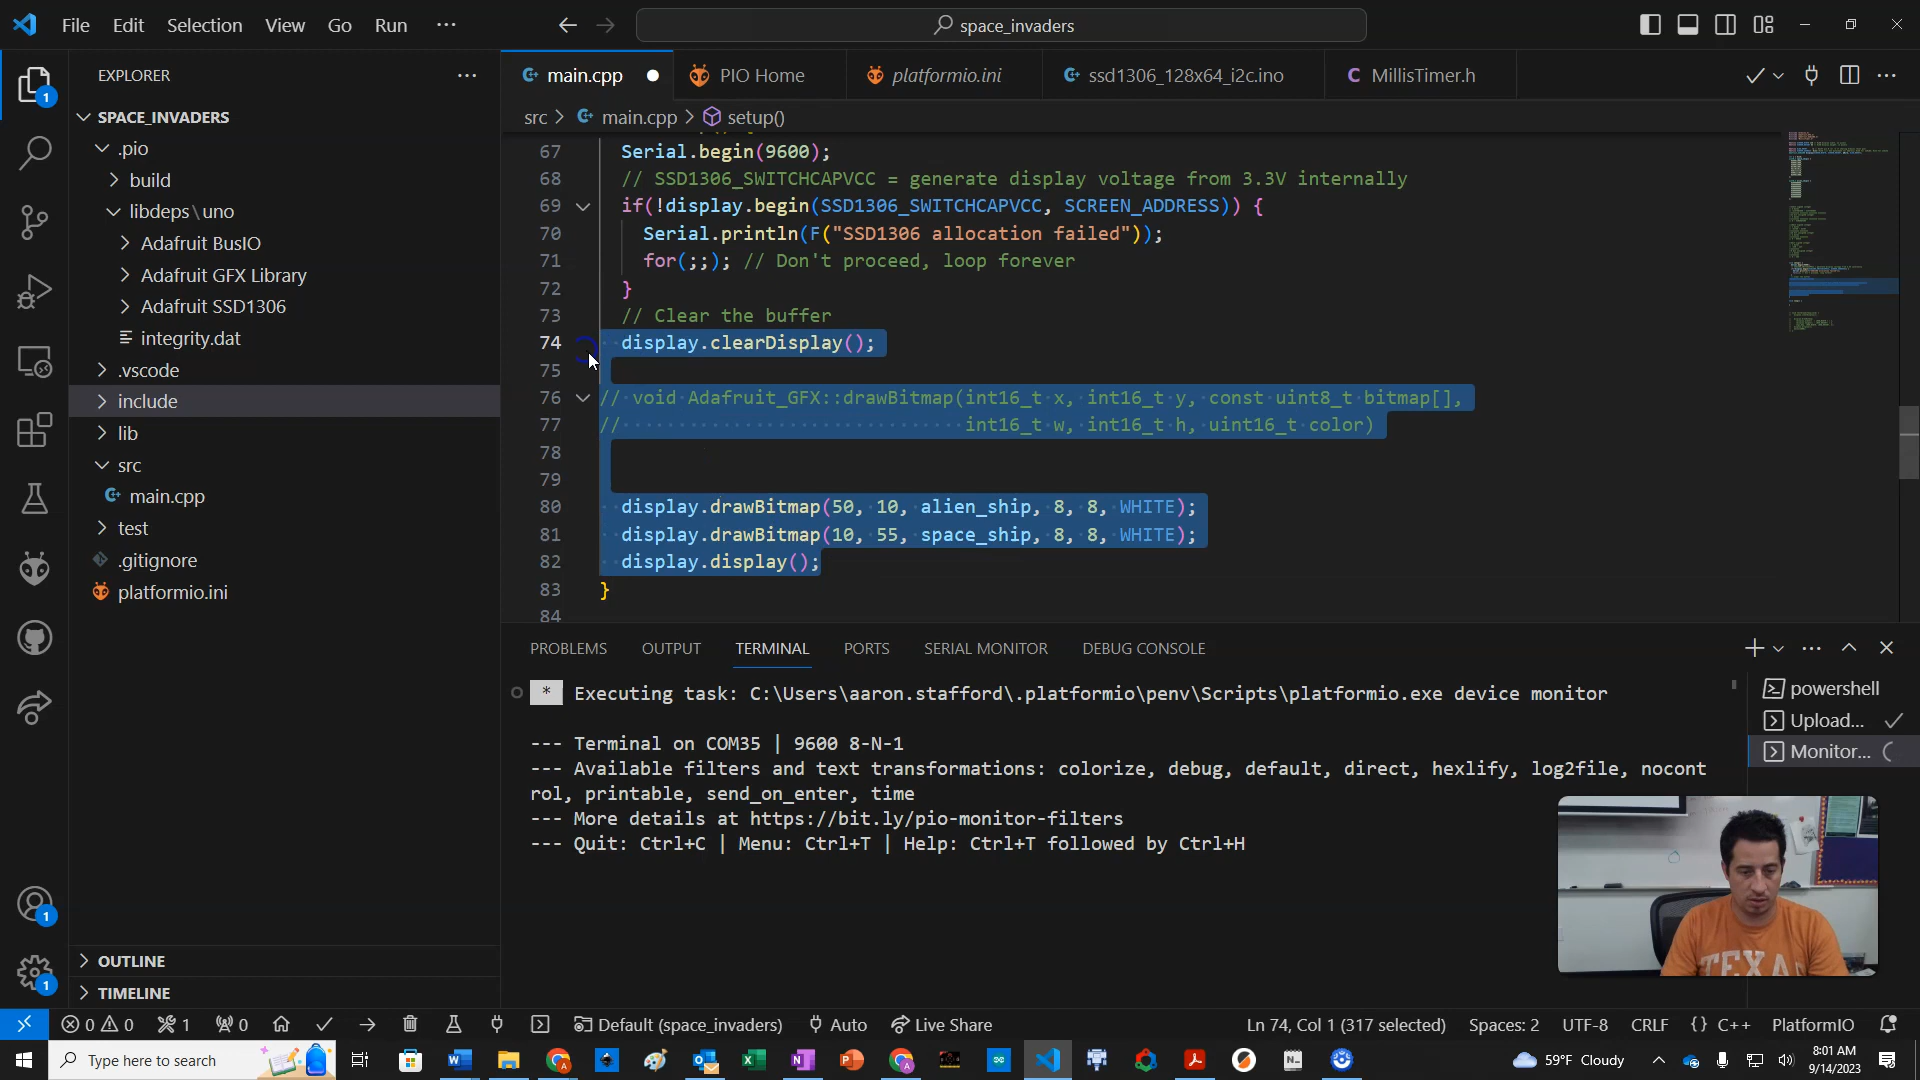 File Edit Selection View Go Run ··· space_invaders
EXPLORER ···
main.cpp PIO Home platformio.ini ssd1306_128x64_i2c.ino MillisTimer.h
src > main.cpp > setup()
SPACE_INVADERS
.pio
build
libdeps\uno
Adafruit BusIO
Adafruit GFX Library
Adafruit SSD1306
integrity.dat
.vscode
include
lib
src
main.cpp
test
.gitignore
platformio.ini
OUTLINE
TIMELINE
1
1
1
67 Serial.begin(9600);
68 // SSD1306_SWITCHCAPVCC = generate display voltage from 3.3V internally
69 if(!display.begin(SSD1306_SWITCHCAPVCC, SCREEN_ADDRESS)) {
70 Serial.println(F("SSD1306 allocation failed"));
71 for(;;); // Don't proceed, loop forever
72 }
73 // Clear the buffer
74 display.clearDisplay();
75
76 // void Adafruit_GFX::drawBitmap(int16_t x, int16_t y, const uint8_t bitmap[],
77 // int16_t w, int16_t h, uint16_t color)
78
79
80 display.drawBitmap(50, 10, alien_ship, 8, 8, WHITE);
81 display.drawBitmap(10, 55, space_ship, 8, 8, WHITE);
82 display.display();
83 }
84
PROBLEMS OUTPUT TERMINAL PORTS SERIAL MONITOR DEBUG CONSOLE
* Executing task: C:\Users\aaron.stafford\.platformio\penv\Scripts\platformio.exe device monitor
--- Terminal on COM35 | 9600 8-N-1
--- Available filters and text transformations: colorize, debug, default, direct, hexlify, log2file, nocont
rol, printable, send_on_enter, time
--- More details at https://bit.ly/pio-monitor-filters
--- Quit: Ctrl+C | Menu: Ctrl+T | Help: Ctrl+T followed by Ctrl+H
powershell
Upload...
Monitor...
TEXAS
0 0 1 0 Default (space_invaders) Auto Live Share Ln 74, Col 1 (317 selected) Spaces: 2 UTF-8 CRLF {} C++ PlatformIO
Type here to search 59°F Cloudy 8:01 AM
9/14/2023